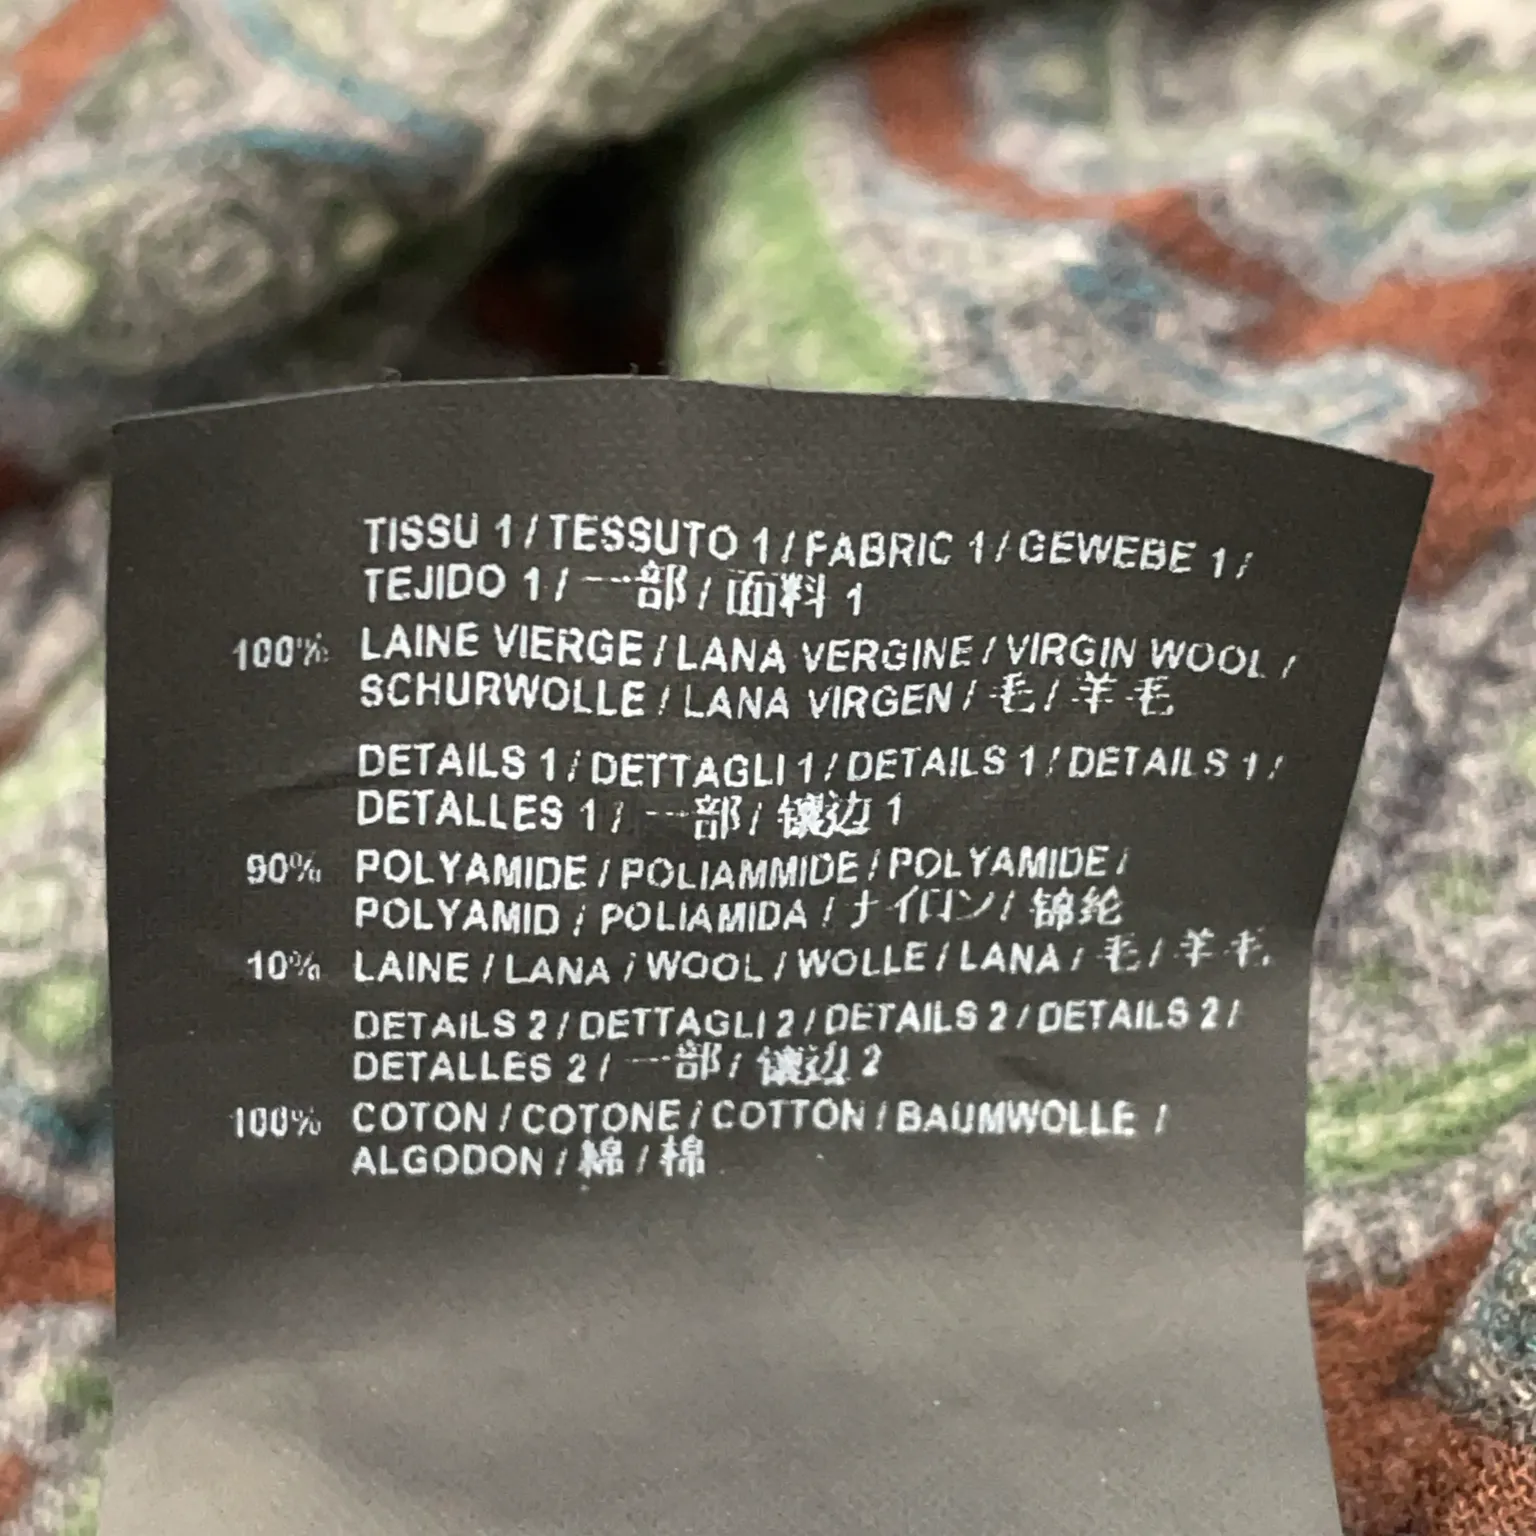 TISSU 1 / TESSUTO 1 / FABRIC 1 / GEWEBE 1 /
TEJIDO 1 / 一部 / 面料 1
100% LAINE VIERGE / LANA VERGINE / VIRGIN WOOL /
SCHURWOLLE / LANA VIRGEN / 毛 / 羊毛
DETAILS 1 / DETTAGLI 1 / DETAILS 1 / DETAILS 1 /
DETALLES 1 / 一部 / 镶边 1
90% POLYAMIDE / POLIAMMIDE / POLYAMIDE /
POLYAMID / POLIAMIDA / ナイロン / 锦纶
10% LAINE / LANA / WOOL / WOLLE / LANA / 毛 / 羊毛
DETAILS 2 / DETTAGLI 2 / DETAILS 2 / DETAILS 2 /
DETALLES 2 / 一部 / 镶边 2
100% COTON / COTONE / COTTON / BAUMWOLLE /
ALGODON / 綿 / 棉